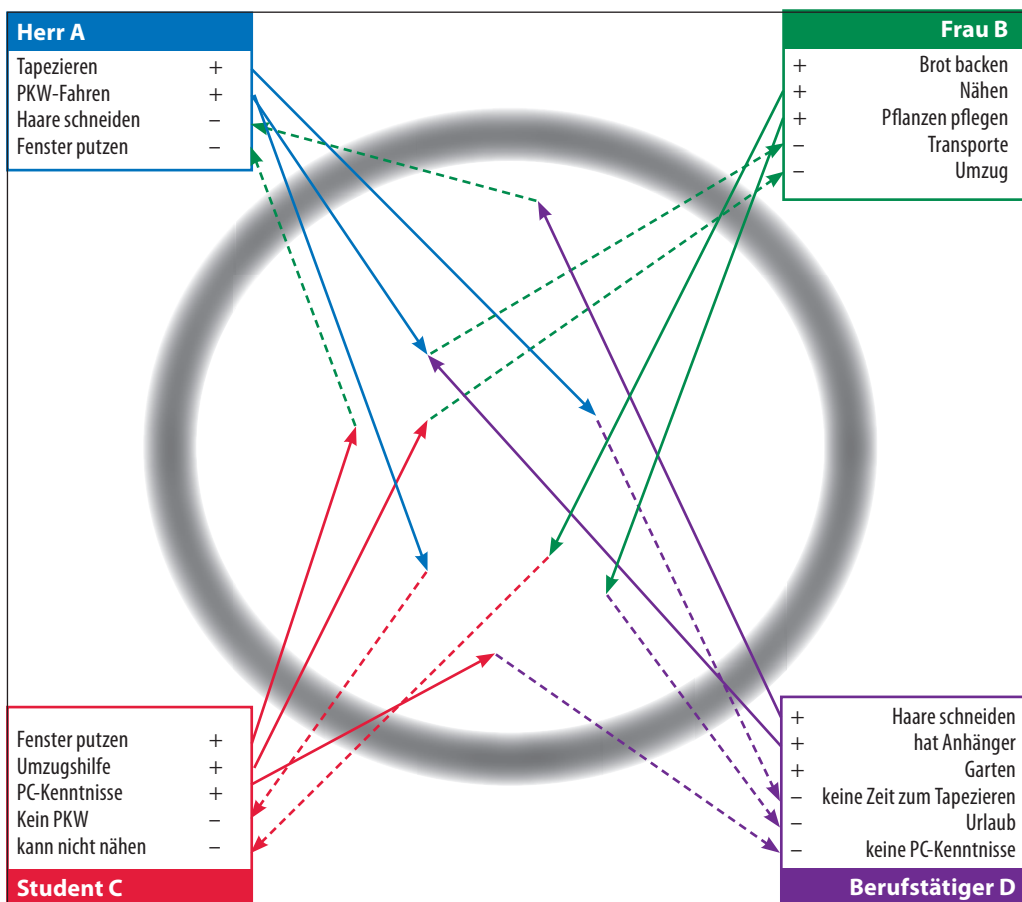 Herr A
Tapezieren +
PKW-Fahren +
Haare schneiden –
Fenster putzen –
Frau B
+ Brot backen
+ Nähen
+ Pflanzen pflegen
– Transporte
– Umzug
Fenster putzen +
Umzugshilfe +
PC-Kenntnisse +
Kein PKW –
kann nicht nähen –
Student C
+ Haare schneiden
+ hat Anhänger
+ Garten
– keine Zeit zum Tapezieren
– Urlaub
– keine PC-Kenntnisse
Berufstätiger D